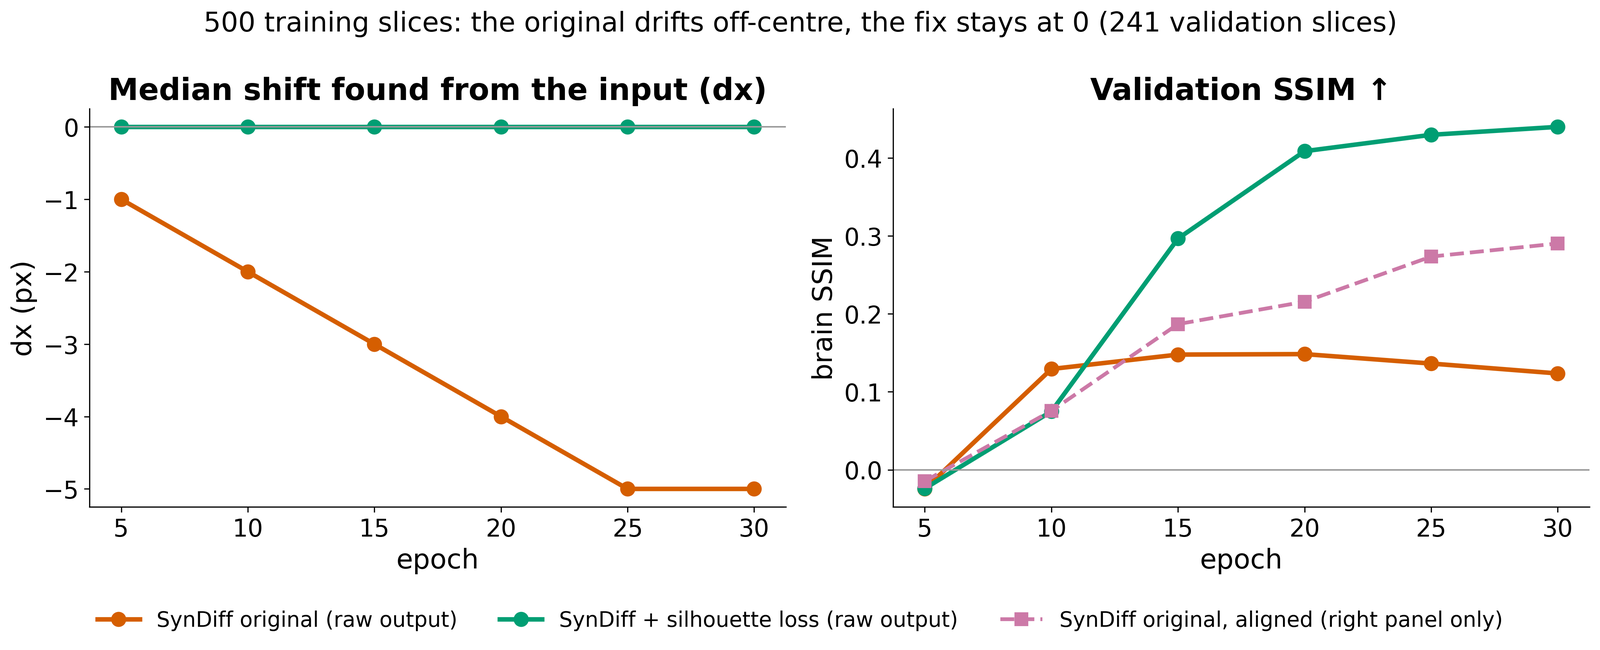 500 training slices: the original drifts off-centre, the fix stays at 0 (241 validation slices)
Median shift found from the input (dx)
0
−1
−2
−3
−4
−5
dx (px)
5 10 15 20 25 30
epoch
Validation SSIM ↑
0.4
0.3
0.2
0.1
0.0
brain SSIM
5 10 15 20 25 30
epoch
SynDiff original (raw output)
SynDiff + silhouette loss (raw output)
SynDiff original, aligned (right panel only)